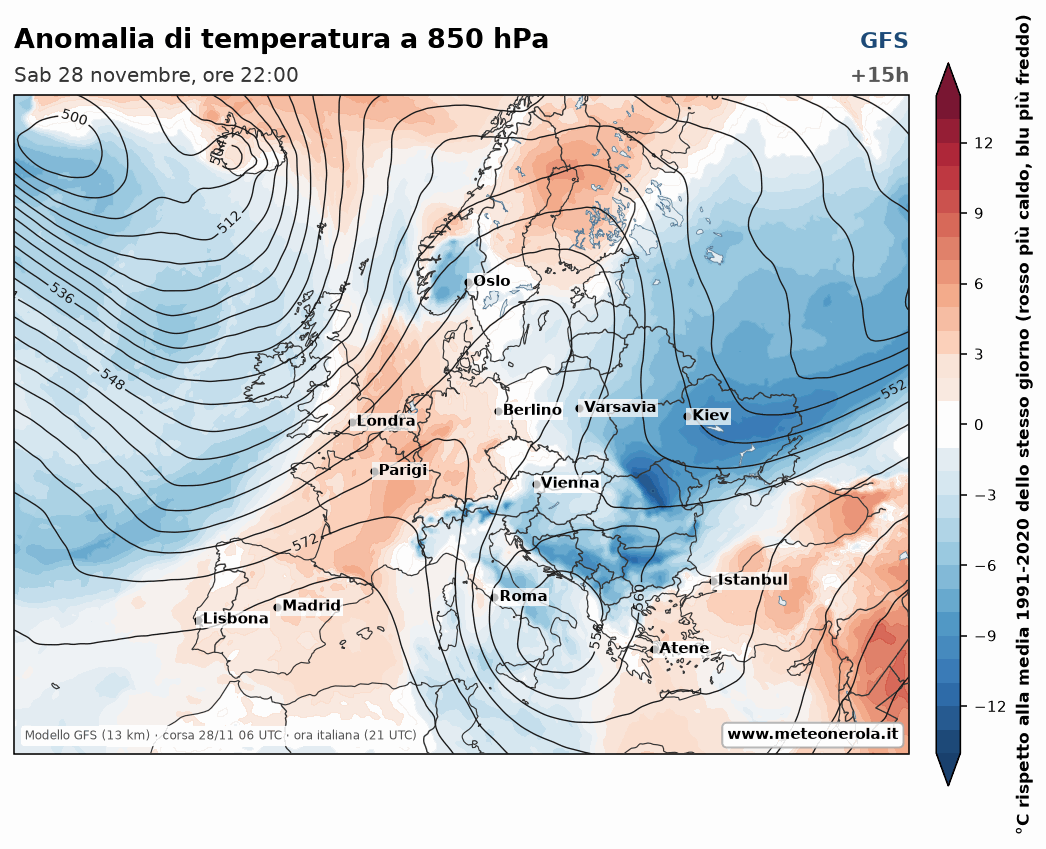 Anomalia di temperatura a 850 hPa
GFS
Sab 28 novembre, ore 22:00
+15h
500
504
512
536
548
552
572
560
556
Oslo
Berlino
Varsavia
Kiev
Londra
Parigi
Vienna
Roma
Istanbul
Madrid
Lisbona
Atene
Modello GFS (13 km) · corsa 28/11 06 UTC · ora italiana (21 UTC)
www.meteonerola.it
12
9
6
3
0
−3
−6
−9
−12
°C rispetto alla media 1991-2020 dello stesso giorno (rosso più caldo, blu più freddo)